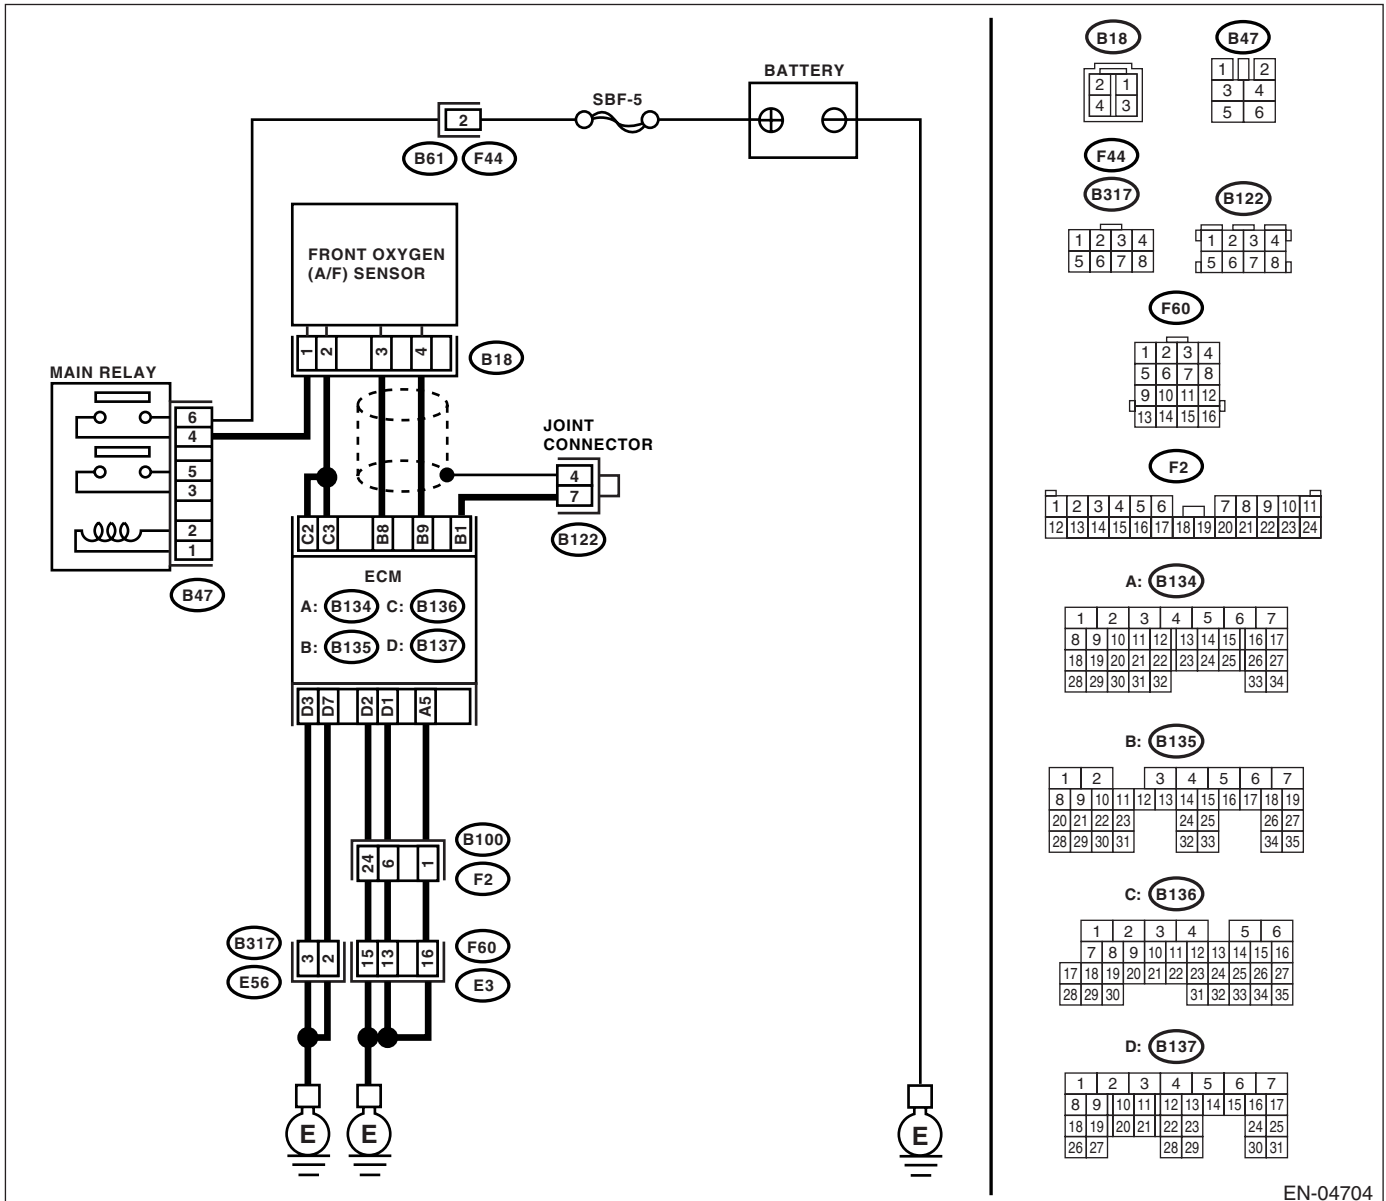 BATTERY
SBF-5
2
B61 F44
FRONT OXYGEN
(A/F) SENSOR
1 2 3 4
B18
MAIN RELAY
6
4
5
3
2
1
B47
JOINT
CONNECTOR
4
7
B122
C2 C3 B8 B9 B1
ECM
A: B134 C: B136
B: B135 D: B137
D3 D7 D2 D1 A5
24 6 1
B100
F2
B317
E56
3 2
15 13 16
F60
E3
E E E
B18
2 1
4 3
B47
1 2
3 4
5 6
F44
B317
1 2 3 4
5 6 7 8
B122
1 2 3 4
5 6 7 8
F60
1 2 3 4
5 6 7 8
9 10 11 12
13 14 15 16
F2
1 2 3 4 5 6 7 8 9 10 11
12 13 14 15 16 17 18 19 20 21 22 23 24
A: B134
1 2 3 4 5 6 7
8 9 10 11 12 13 14 15 16 17
18 19 20 21 22 23 24 25 26 27
28 29 30 31 32 33 34
B: B135
1 2 3 4 5 6 7
8 9 10 11 12 13 14 15 16 17 18 19
20 21 22 23 24 25 26 27
28 29 30 31 32 33 34 35
C: B136
1 2 3 4 5 6
7 8 9 10 11 12 13 14 15 16
17 18 19 20 21 22 23 24 25 26 27
28 29 30 31 32 33 34 35
D: B137
1 2 3 4 5 6 7
8 9 10 11 12 13 14 15 16 17
18 19 20 21 22 23 24 25
26 27 28 29 30 31
EN-04704